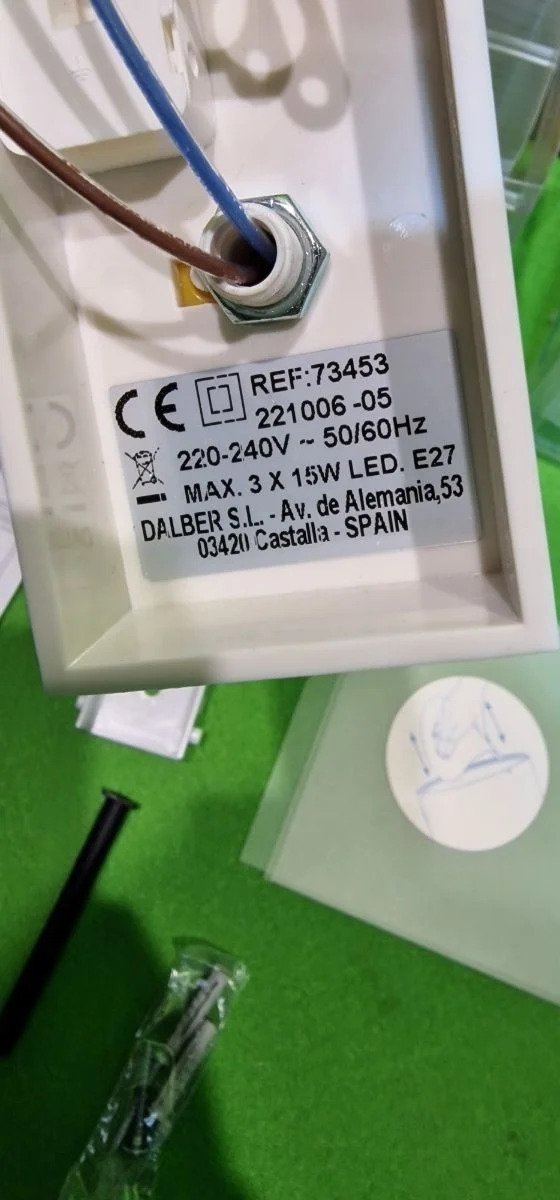 CE REF:73453
221006 -05
220-240V ~ 50/60Hz
MAX. 3 X 15W LED. E27
DALBER S.L. - Av. de Alemania,53
03420 Castalla - SPAIN